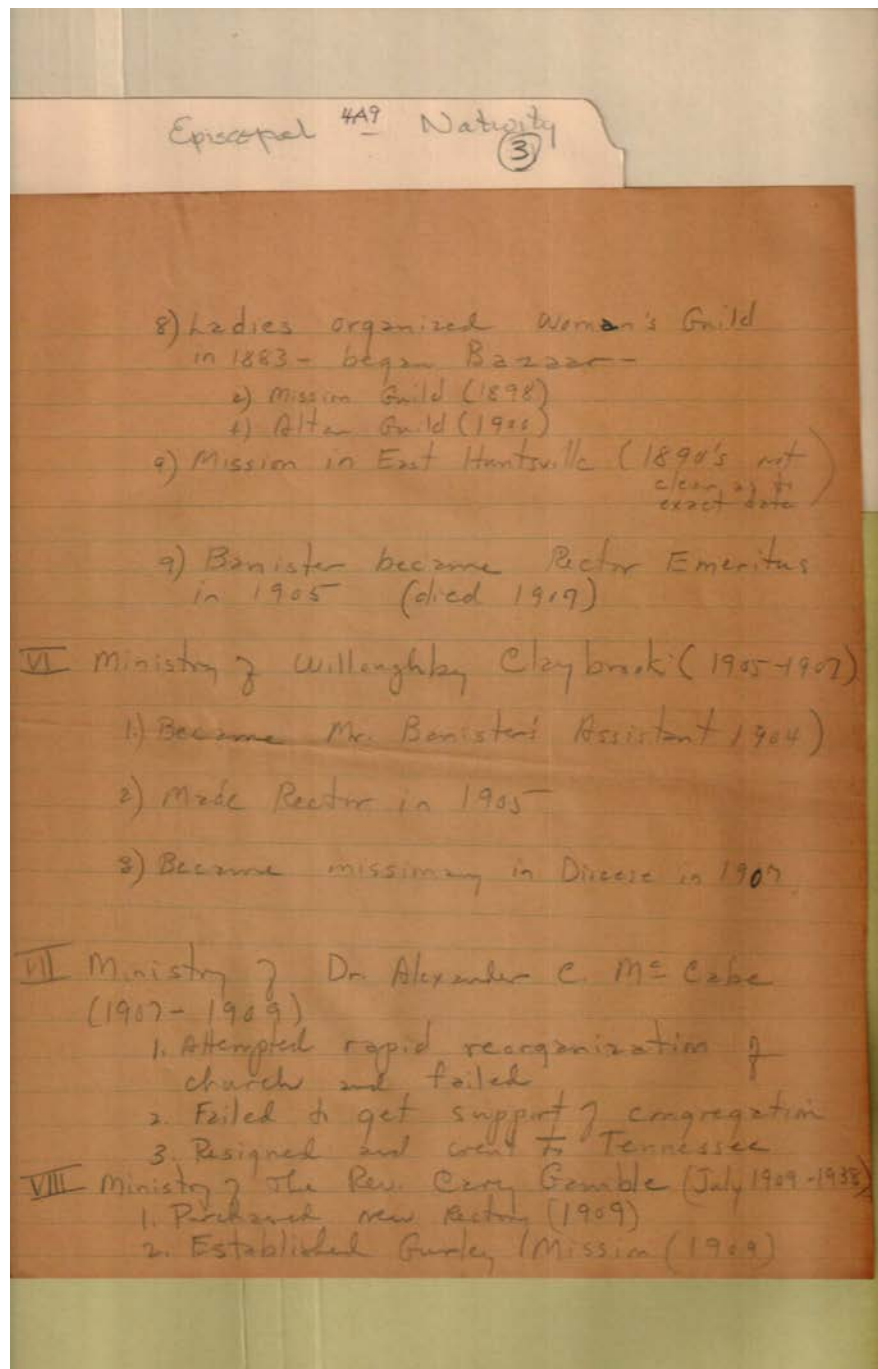 Episcopal 4A9 Nativity
3
8) Ladies organized Woman's Guild
in 1883 - began Bazaar -
a) Mission Guild (1898)
b) Altar Guild (1900)
9) Mission in East Huntsville (1890's not
clear as to
exact date)
9) Banister became Rector Emeritus
in 1905 (died 1907)
VI Ministry of Willoughby Claybrook (1905-1907)
1.) Became Mr. Banister's Assistant 1904)
2) Made Rector in 1905
3) Became missionary in Diocese in 1907.
VII Ministry of Dr. Alexander C. McCabe
(1907-1909)
1. Attempted rapid reorganization of
church and failed
2. Failed to get support of congregation
3. Resigned and went to Tennessee
VIII Ministry of The Rev. Cary Gamble (July 1909-1938)
1. Purchased new Rectory (1909)
2. Established Gurley Mission (1909)